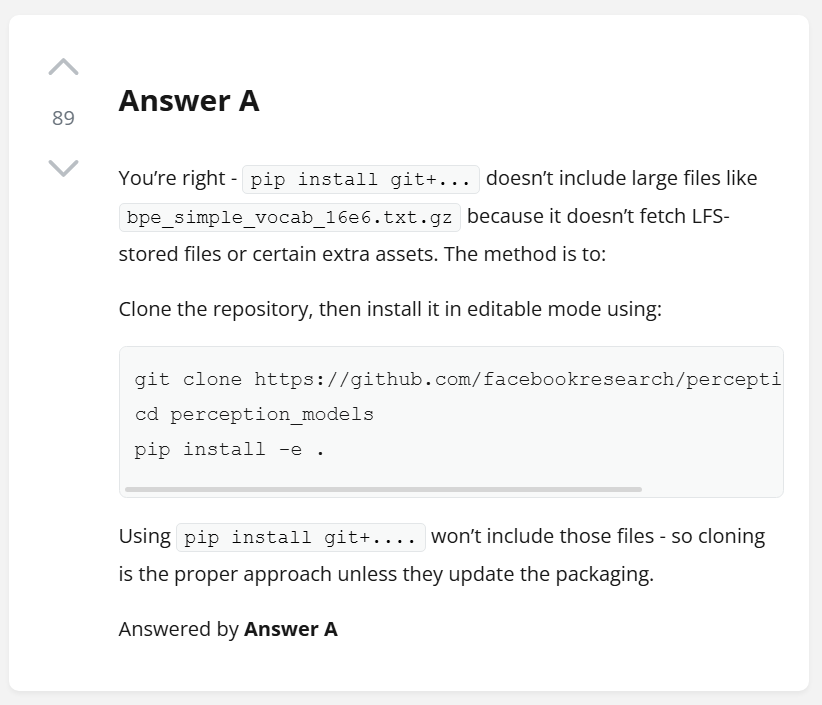 89
Answer A
You’re right - pip install git+... doesn’t include large files like
bpe_simple_vocab_16e6.txt.gz because it doesn’t fetch LFS-
stored files or certain extra assets. The method is to:
Clone the repository, then install it in editable mode using:
git clone https://github.com/facebookresearch/percepti
cd perception_models
pip install -e .
Using pip install git+.... won’t include those files - so cloning
is the proper approach unless they update the packaging.
Answered by Answer A